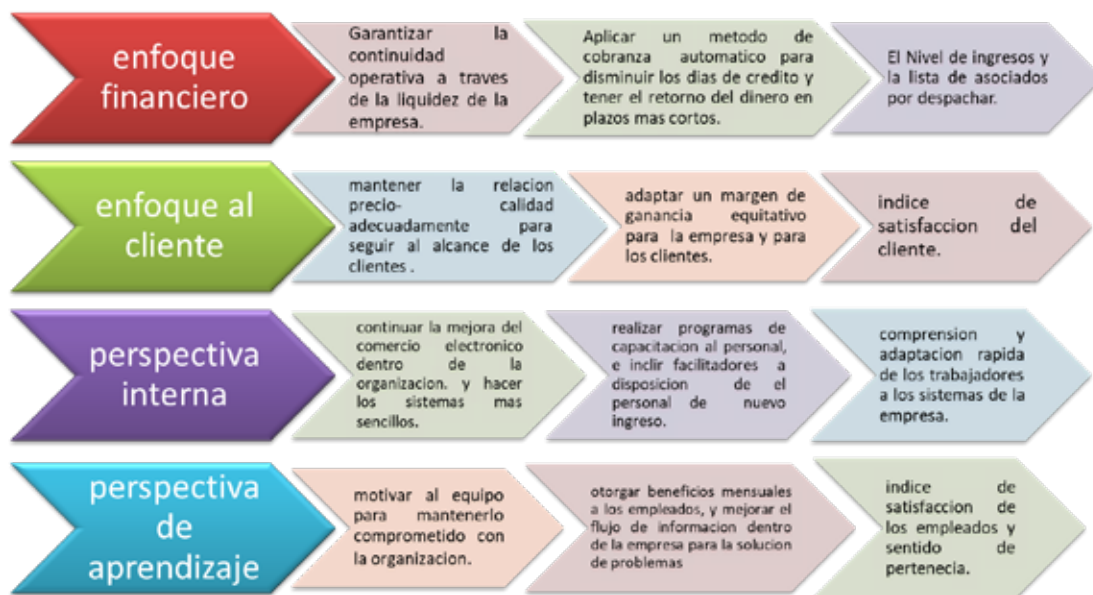 enfoque
financiero
Garantizar la
continuidad
operativa a traves
de la liquidez de la
empresa.
Aplicar un metodo de
cobranza automatico para
disminuir los dias de credito y
tener el retorno del dinero en
plazos mas cortos.
El Nivel de ingresos y
la lista de asociados
por despachar.
enfoque al
cliente
mantener la relacion
precio- calidad
adecuadamente para
seguir al alcance de los
clientes .
adaptar un margen de
ganancia equitativo
para la empresa y para
los clientes.
indice de
satisfaccion del
cliente.
perspectiva
interna
continuar la mejora del
comercio electronico
dentro de la
organizacion. y hacer
los sistemas mas
sencillos.
realizar programas de
capacitacion al personal,
e inclir facilitadores a
disposicion de el
personal de nuevo
ingreso.
comprension y
adaptacion rapida
de los trabajadores
a los sistemas de la
empresa.
perspectiva
de
aprendizaje
motivar al equipo
para mantenerlo
comprometido con
la organizacion.
otorgar beneficios mensuales
a los empleados, y mejorar el
flujo de informacion dentro
de la empresa para la solucion
de problemas
indice de
satisfaccion de
los empleados y
sentido de
pertenecia.